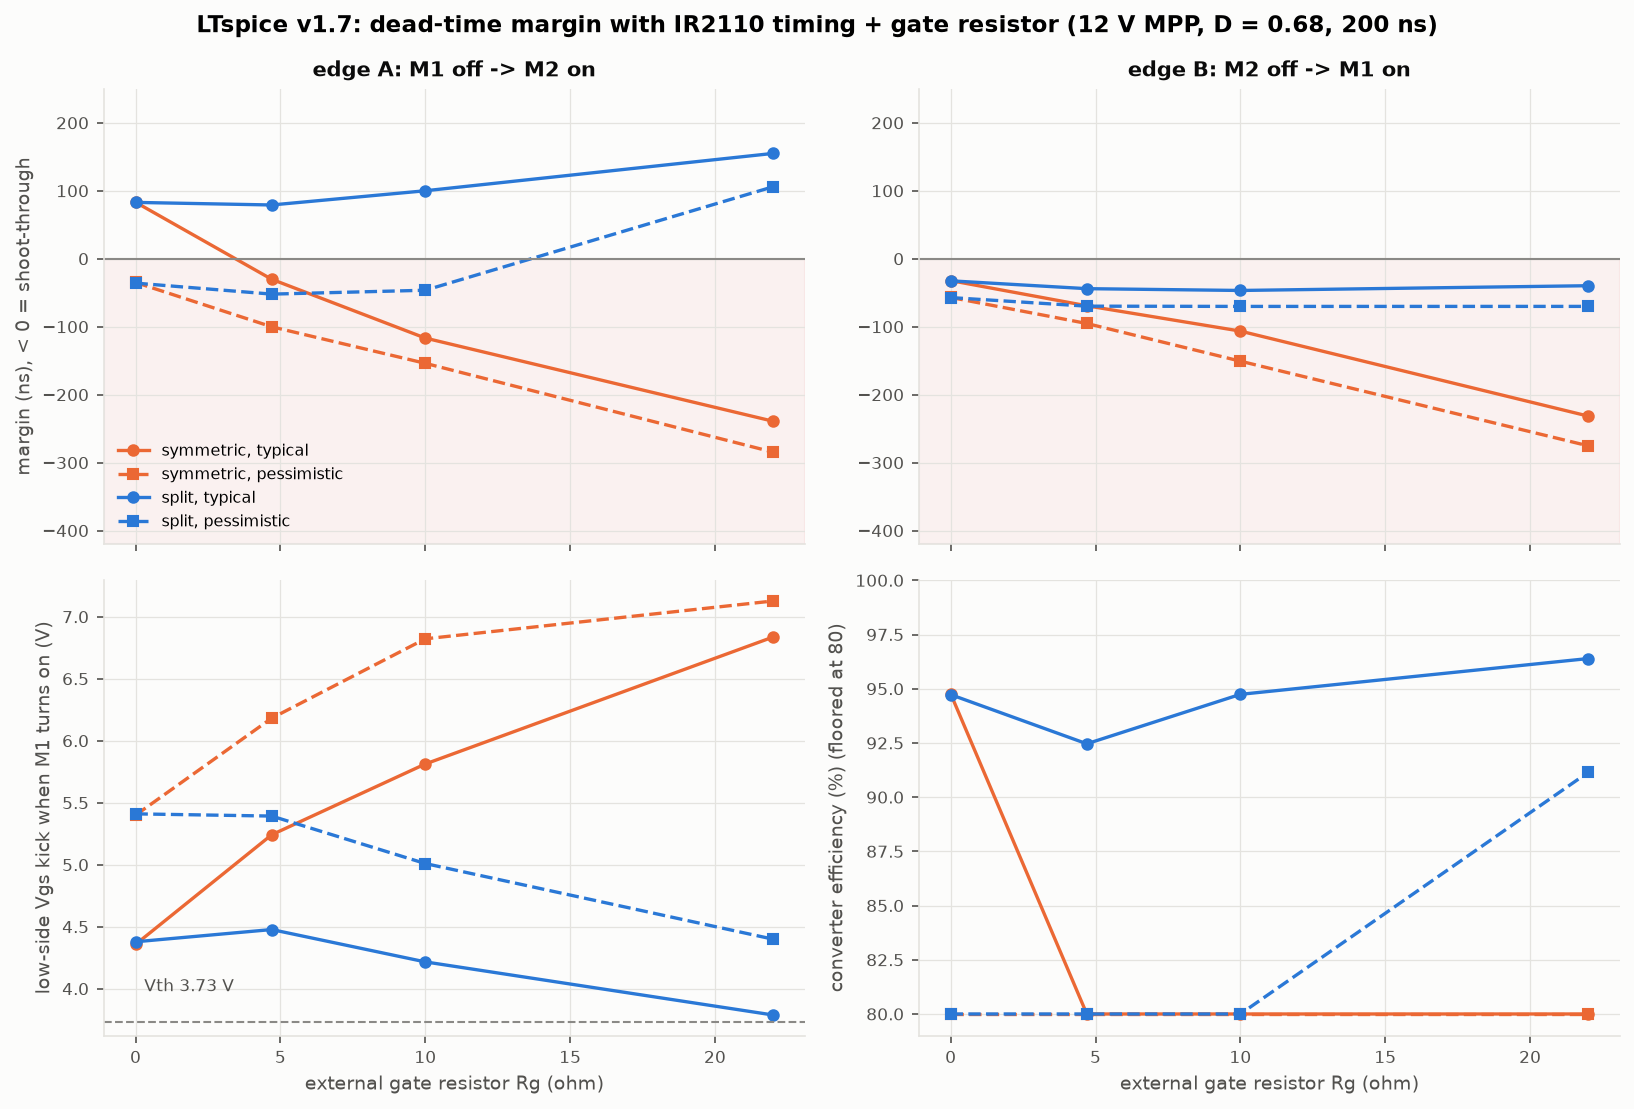 LTspice v1.7: dead-time margin with IR2110 timing + gate resistor (12 V MPP, D = 0.68, 200 ns)
edge A: M1 off -> M2 on
margin (ns), < 0 = shoot-through
200
100
0
−100
−200
−300
−400
symmetric, typical
symmetric, pessimistic
split, typical
split, pessimistic
edge B: M2 off -> M1 on
200
100
0
−100
−200
−300
−400
low-side Vgs kick when M1 turns on (V)
7.0
6.5
6.0
5.5
5.0
4.5
4.0
Vth 3.73 V
0 5 10 15 20
external gate resistor Rg (ohm)
converter efficiency (%) (floored at 80)
100.0
97.5
95.0
92.5
90.0
87.5
85.0
82.5
80.0
0 5 10 15 20
external gate resistor Rg (ohm)